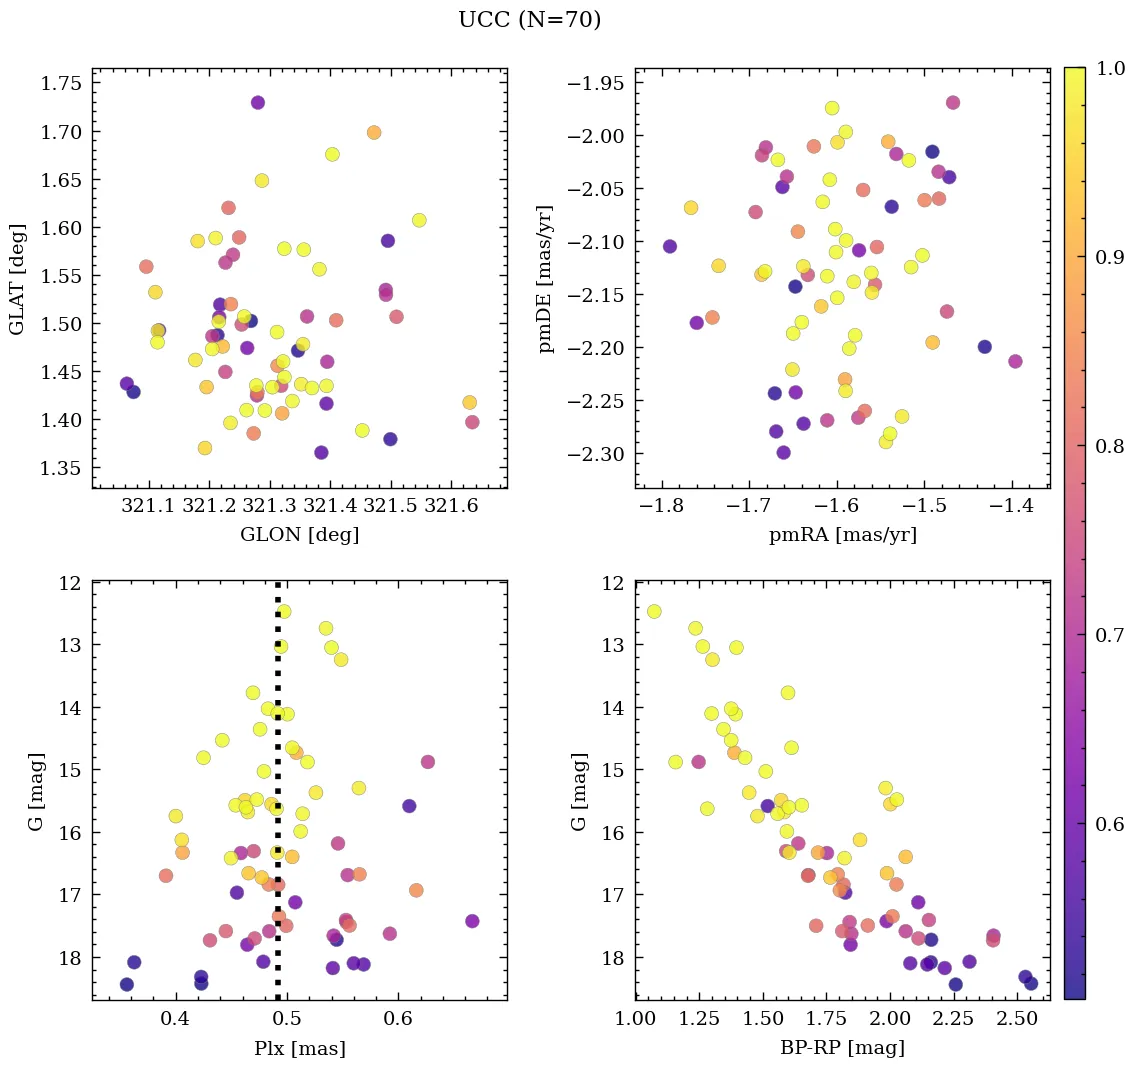 UCC (N=70)
1.75
1.70
1.65
1.60
1.55
1.50
1.45
1.40
1.35
GLAT [deg]
321.1 321.2 321.3 321.4 321.5 321.6
GLON [deg]
−1.95
−2.00
−2.05
−2.10
−2.15
−2.20
−2.25
−2.30
pmDE [mas/yr]
−1.8 −1.7 −1.6 −1.5 −1.4
pmRA [mas/yr]
1.0
0.9
0.8
0.7
0.6
12
13
14
15
16
17
18
G [mag]
0.4 0.5 0.6
Plx [mas]
12
13
14
15
16
17
18
G [mag]
1.00 1.25 1.50 1.75 2.00 2.25 2.50
BP-RP [mag]